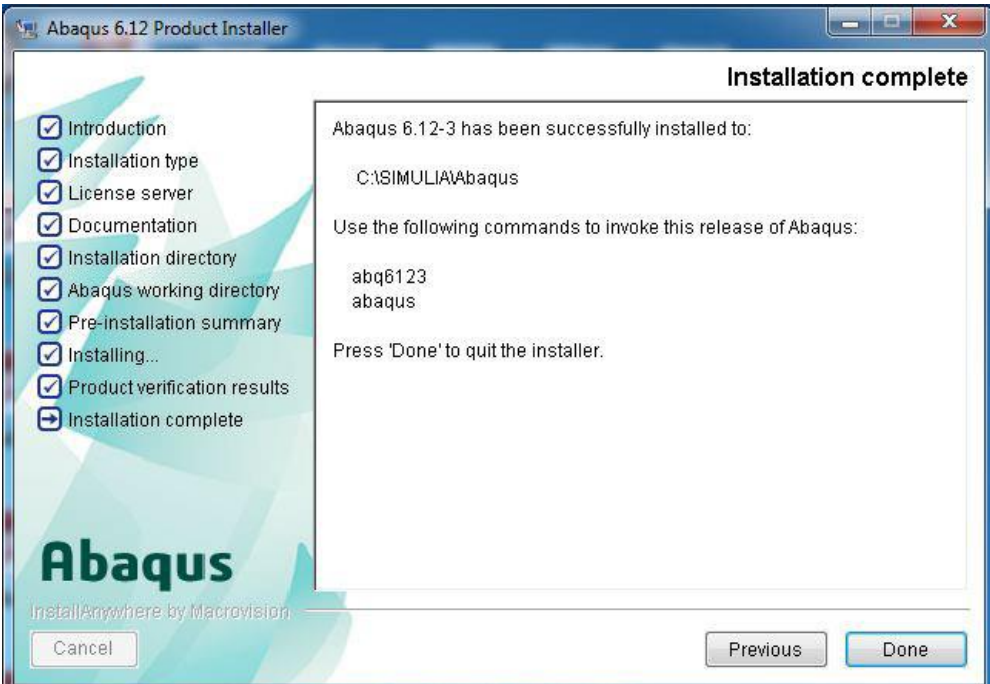 Abaqus 6.12 Product Installer
Installation complete
Introduction
Installation type
License server
Documentation
Installation directory
Abaqus working directory
Pre-installation summary
Installing...
Product verification results
Installation complete
Abaqus 6.12-3 has been successfully installed to:
C:\SIMULIA\Abaqus
Use the following commands to invoke this release of Abaqus:
abq6123
abaqus
Press 'Done' to quit the installer.
Abaqus
InstallAnywhere by Macrovision
Cancel
Previous
Done